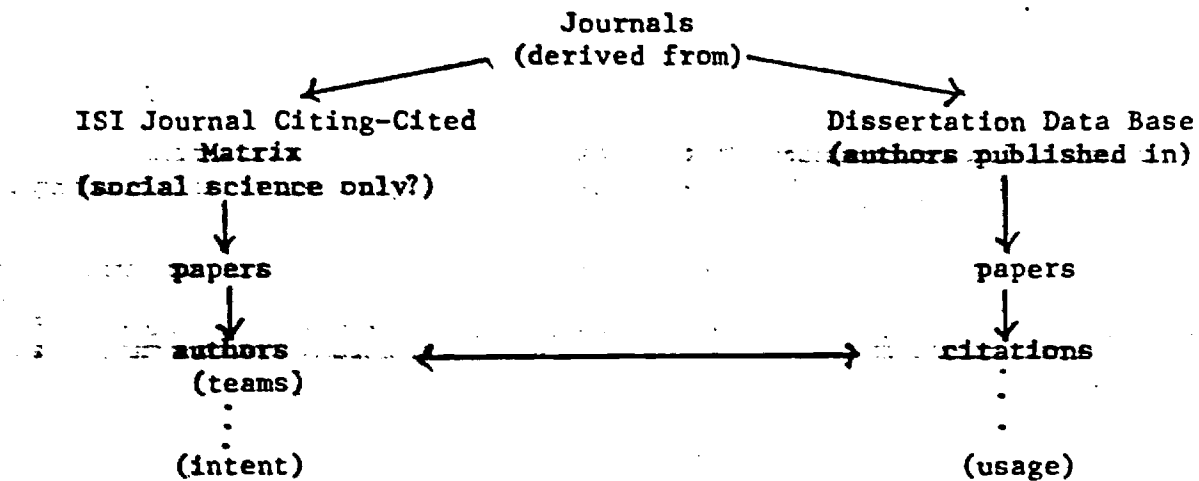 Journals
(derived from)
ISI Journal Citing-Cited
Matrix
(social science only?)
Dissertation Data Base
(authors published in)
papers
papers
authors
(teams)
citations
(intent)
(usage)